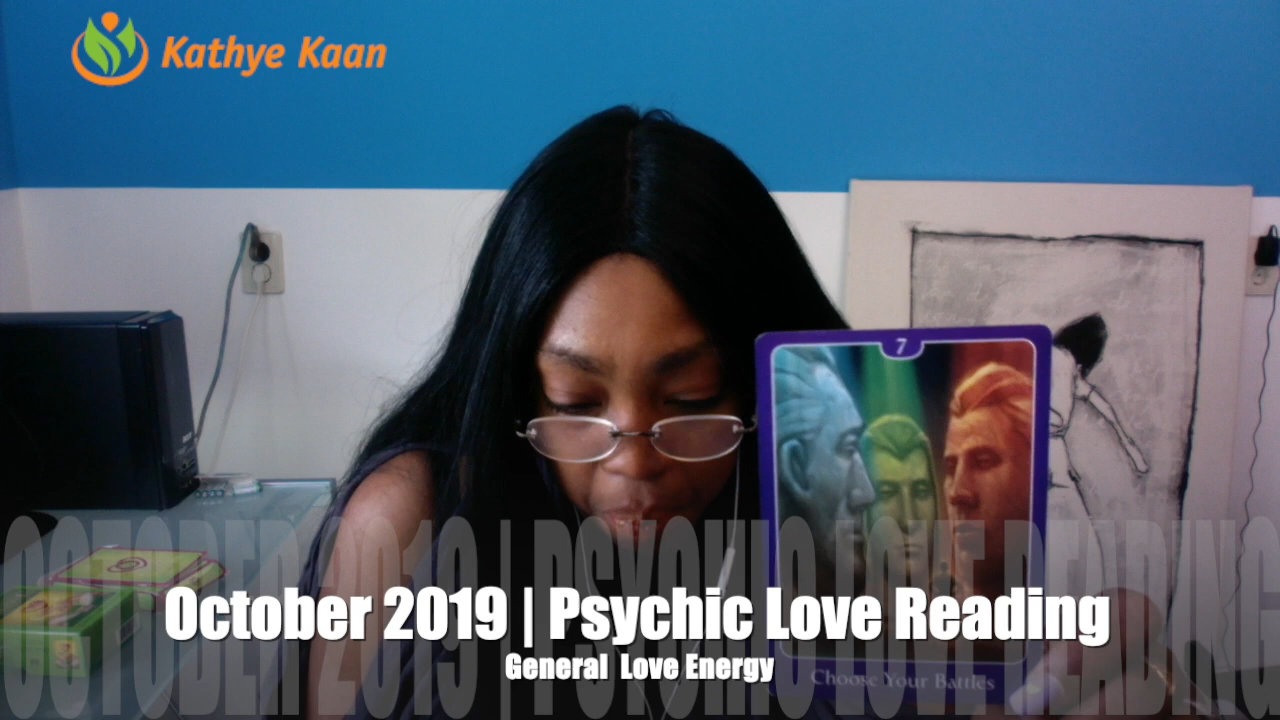 Kathye Kaan
7
OCTOBER 2019 | PSYCHIC LOVE READING
October 2019 | Psychic Love Reading
General Love Energy
Choose Your Battles